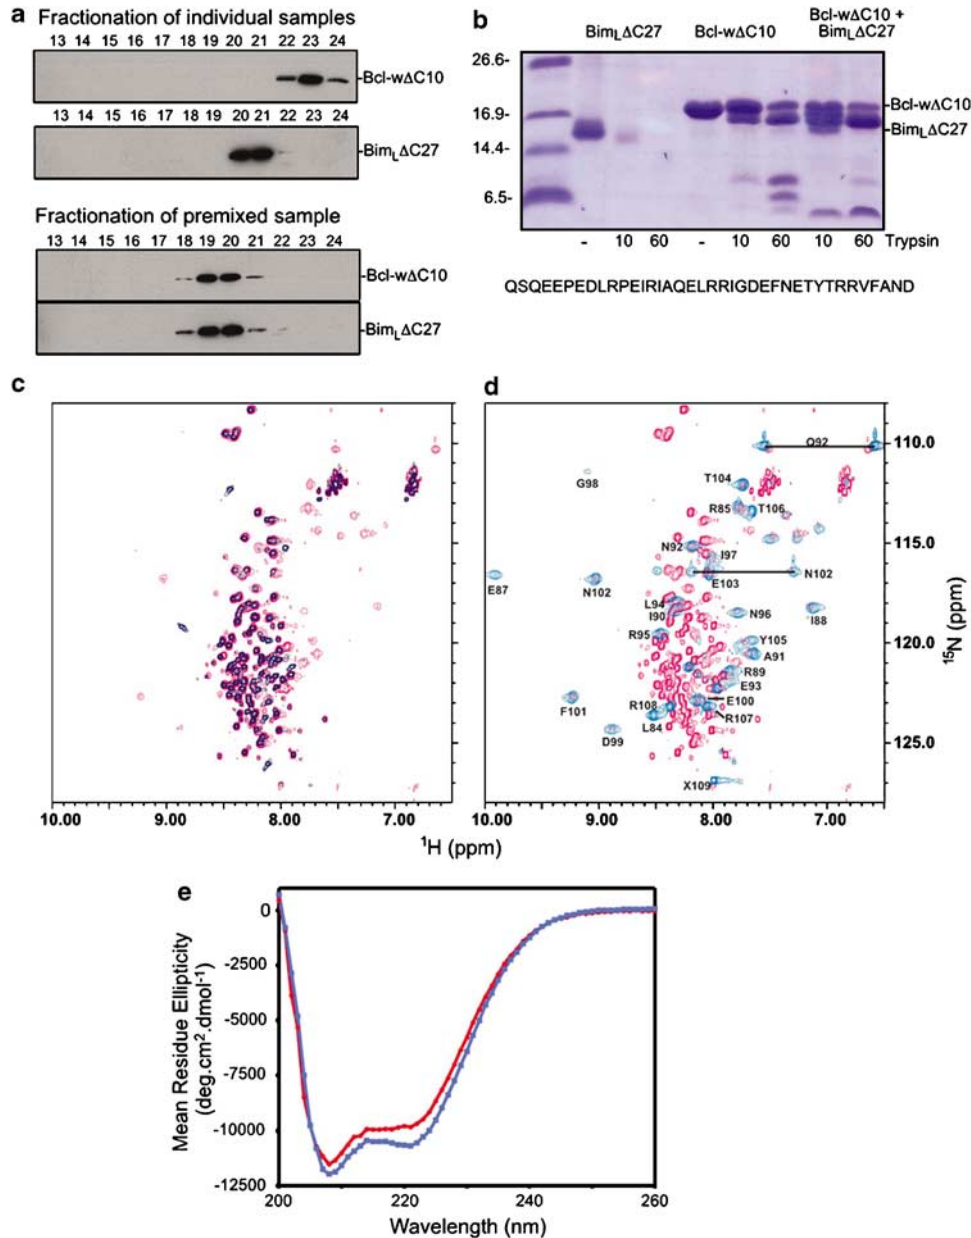 a
Fractionation of individual samples
13 14 15 16 17 18 19 20 21 22 23 24
-Bcl-wΔC10
13 14 15 16 17 18 19 20 21 22 23 24
-BimLΔC27
Fractionation of premixed sample
13 14 15 16 17 18 19 20 21 22 23 24
-Bcl-wΔC10
-BimLΔC27
b
BimLΔC27 Bcl-wΔC10 Bcl-wΔC10 + BimLΔC27
26.6-
16.9-
14.4-
6.5-
Bcl-wΔC10
-BimLΔC27
- 10 60 - 10 60 10 60 Trypsin
QSQEEPEDLRPEIRIAQELRRIGDEFNETYTRRVFAND
c
10.00 9.00 8.00 7.00
d
Q92
G98
T104
R85
T106
N92
I97
E87
N102
E103
N102
L94
I90
N96
I88
R95
Y105
A91
R89
E93
F101
R108
E100
L84
R107
D99
X109
110.0
115.0
120.0
125.0
15N (ppm)
10.00 9.00 8.00 7.00
1H (ppm)
e
Mean Residue Ellipticity
(deg.cm2.dmol-1)
0
-2500
-5000
-7500
-10000
-12500
200 220 240 260
Wavelength (nm)